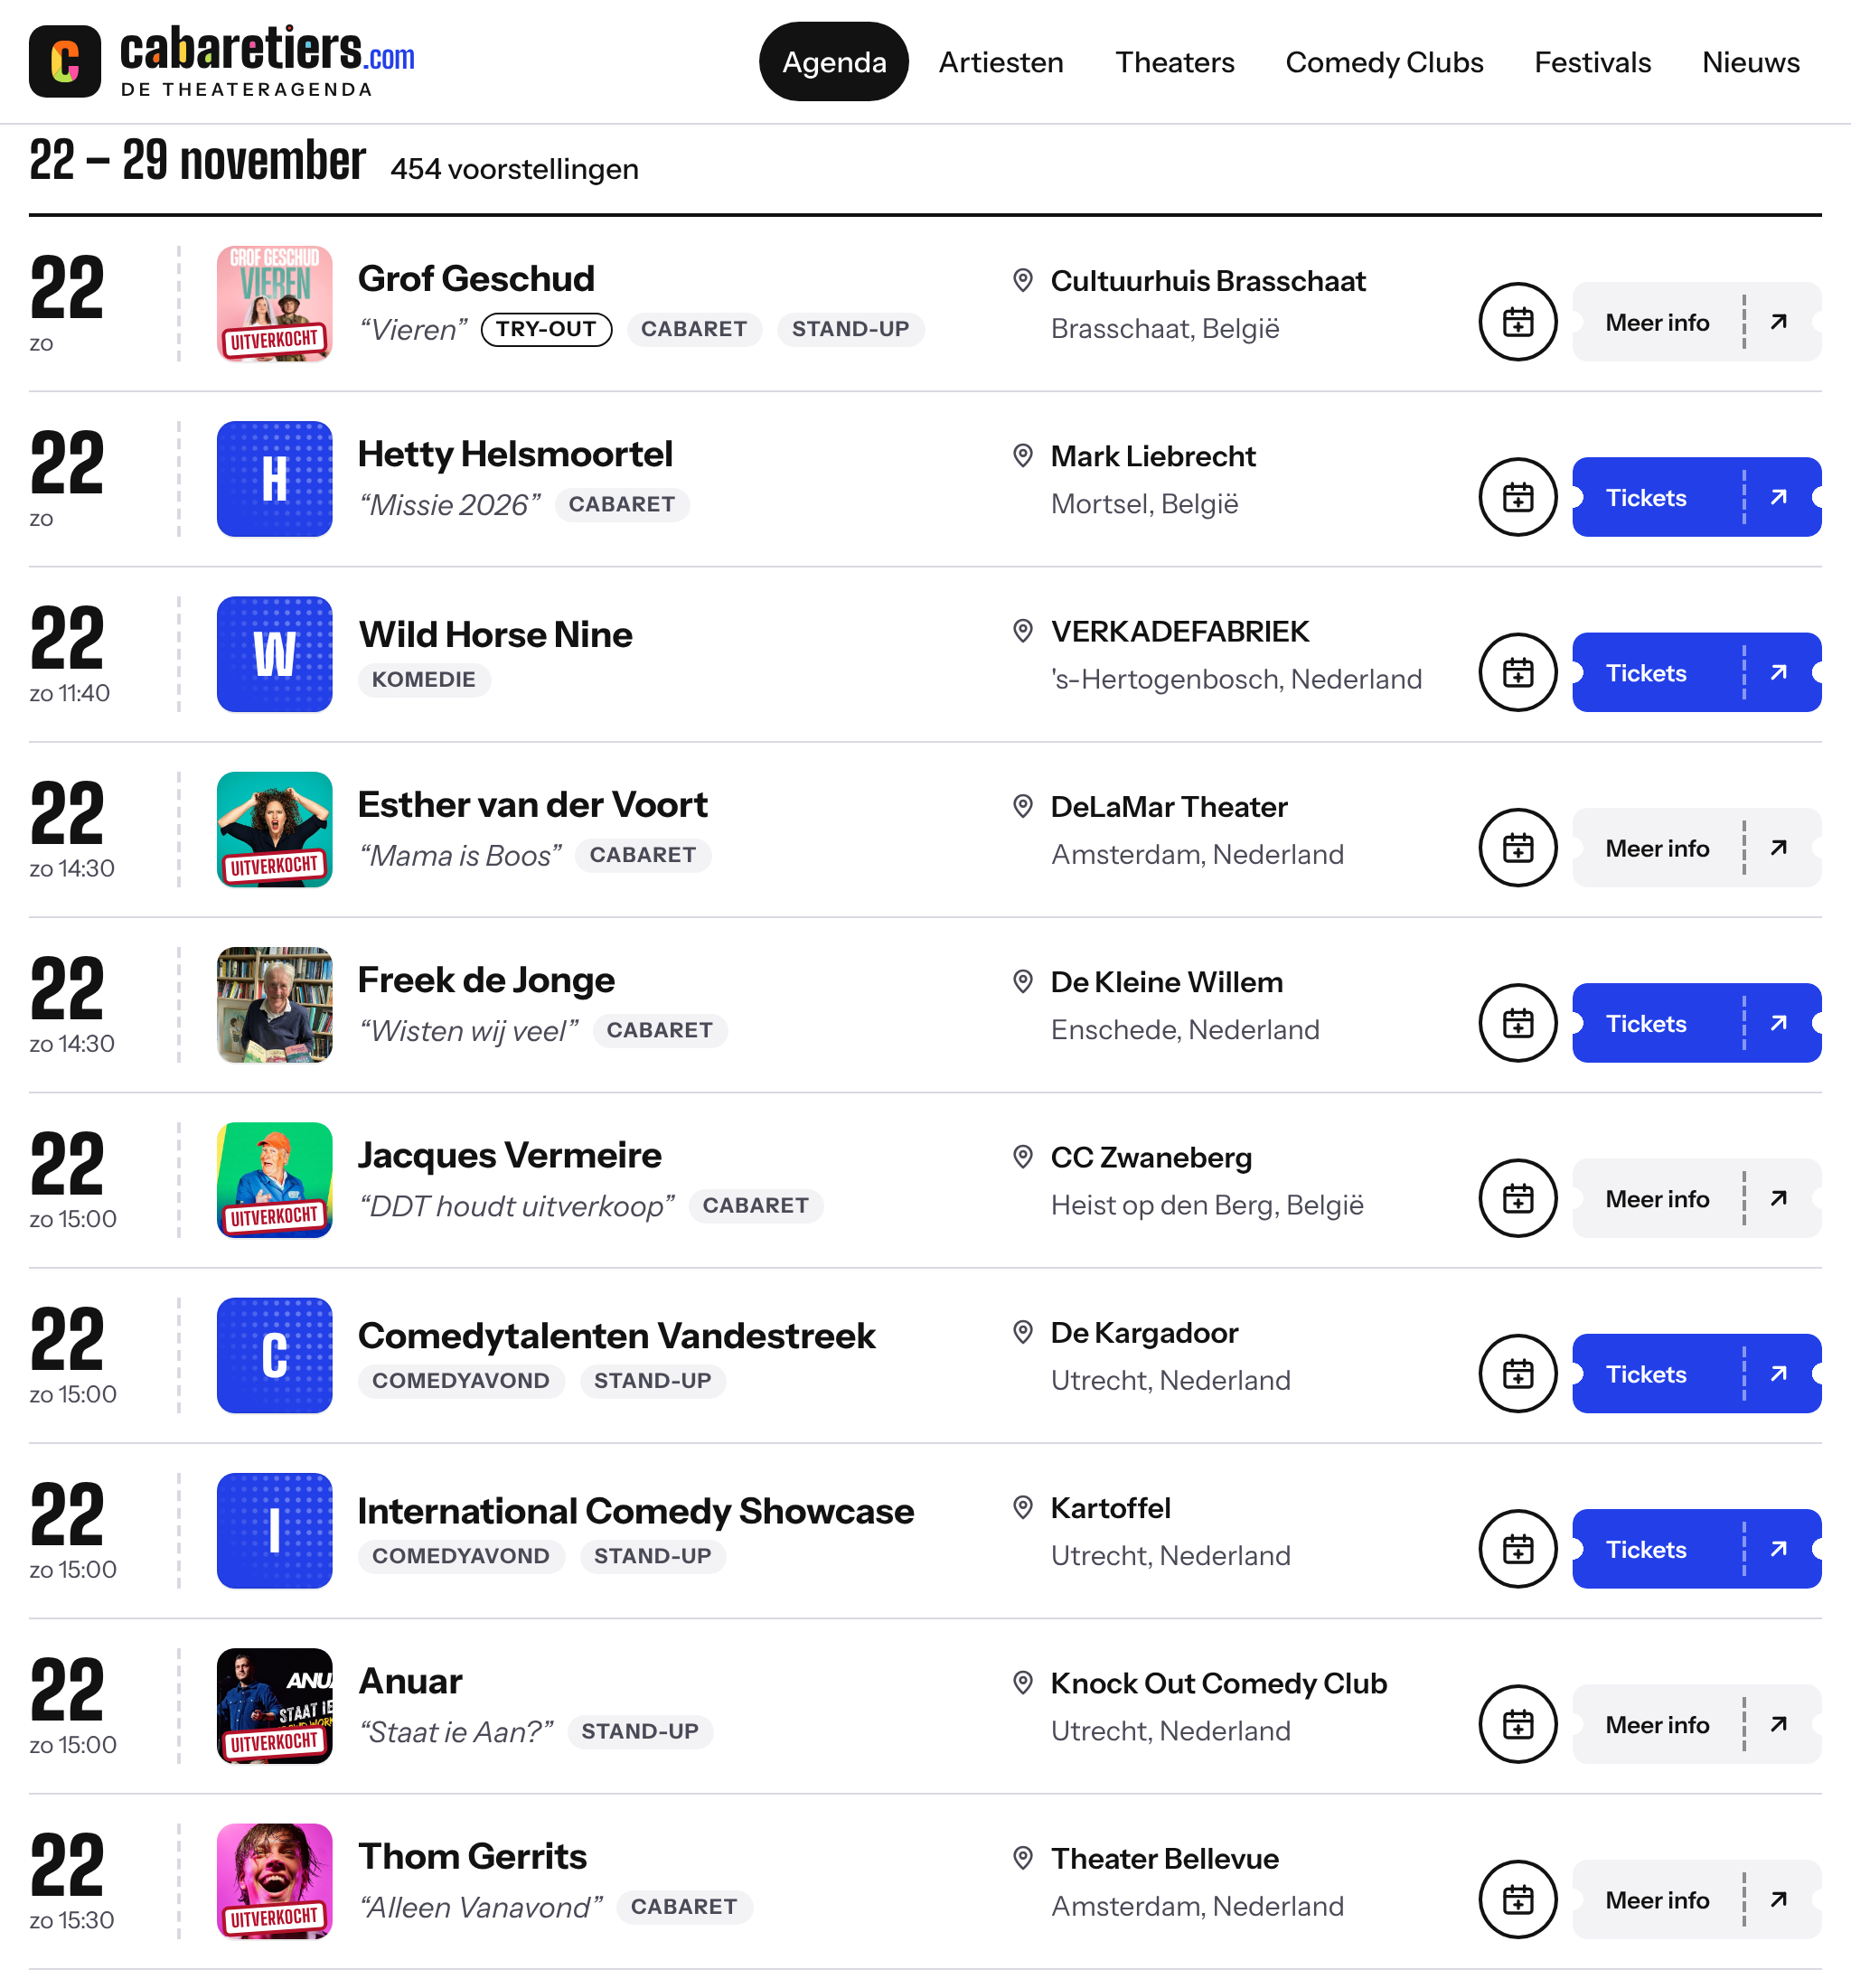 C cabaretiers.com
DE THEATERAGENDA
Agenda Artiesten Theaters Comedy Clubs Festivals Nieuws
22 – 29 november 454 voorstellingen
22
zo
GROF GESCHUD
VIEREN
UITVERKOCHT
Grof Geschud
“Vieren” TRY-OUT CABARET STAND-UP
Cultuurhuis Brasschaat
Brasschaat, België
Meer info
22
zo
H
Hetty Helsmoortel
“Missie 2026” CABARET
Mark Liebrecht
Mortsel, België
Tickets
22
zo 11:40
W
Wild Horse Nine
KOMEDIE
VERKADEFABRIEK
's-Hertogenbosch, Nederland
Tickets
22
zo 14:30
UITVERKOCHT
Esther van der Voort
“Mama is Boos” CABARET
DeLaMar Theater
Amsterdam, Nederland
Meer info
22
zo 14:30
Freek de Jonge
“Wisten wij veel” CABARET
De Kleine Willem
Enschede, Nederland
Tickets
22
zo 15:00
UITVERKOCHT
Jacques Vermeire
“DDT houdt uitverkoop” CABARET
CC Zwaneberg
Heist op den Berg, België
Meer info
22
zo 15:00
C
Comedytalenten Vandestreek
COMEDYAVOND STAND-UP
De Kargadoor
Utrecht, Nederland
Tickets
22
zo 15:00
I
International Comedy Showcase
COMEDYAVOND STAND-UP
Kartoffel
Utrecht, Nederland
Tickets
22
zo 15:00
ANUA
STAAT IE
UITVERKOCHT
Anuar
“Staat ie Aan?” STAND-UP
Knock Out Comedy Club
Utrecht, Nederland
Meer info
22
zo 15:30
UITVERKOCHT
Thom Gerrits
“Alleen Vanavond” CABARET
Theater Bellevue
Amsterdam, Nederland
Meer info